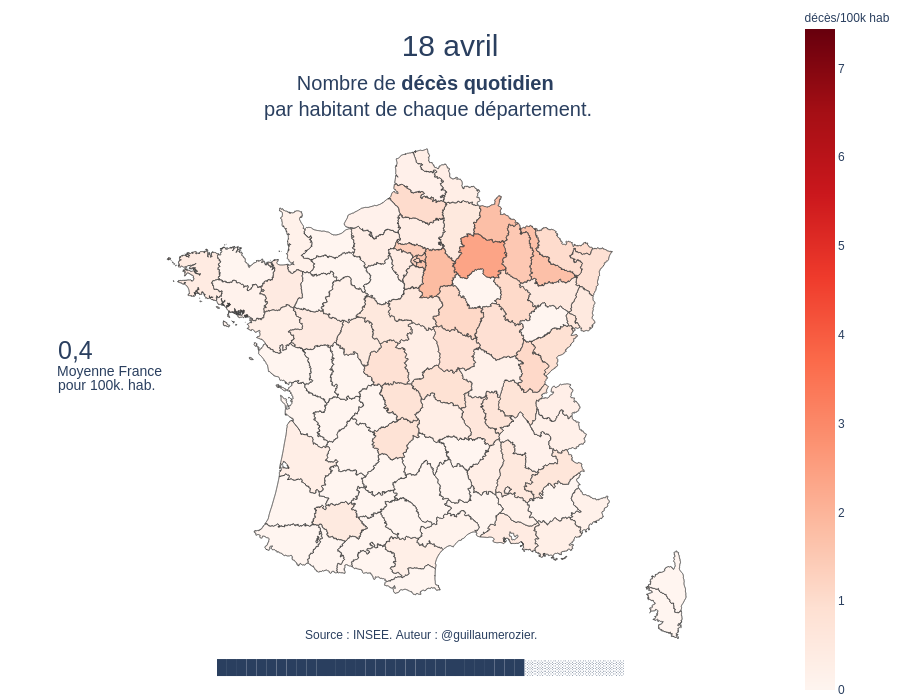 18 avril
Nombre de décès quotidien
par habitant de chaque département.
décès/100k hab
7
6
5
4
3
2
1
0
0,4
Moyenne France
pour 100k. hab.
Source : INSEE. Auteur : @guillaumerozier.